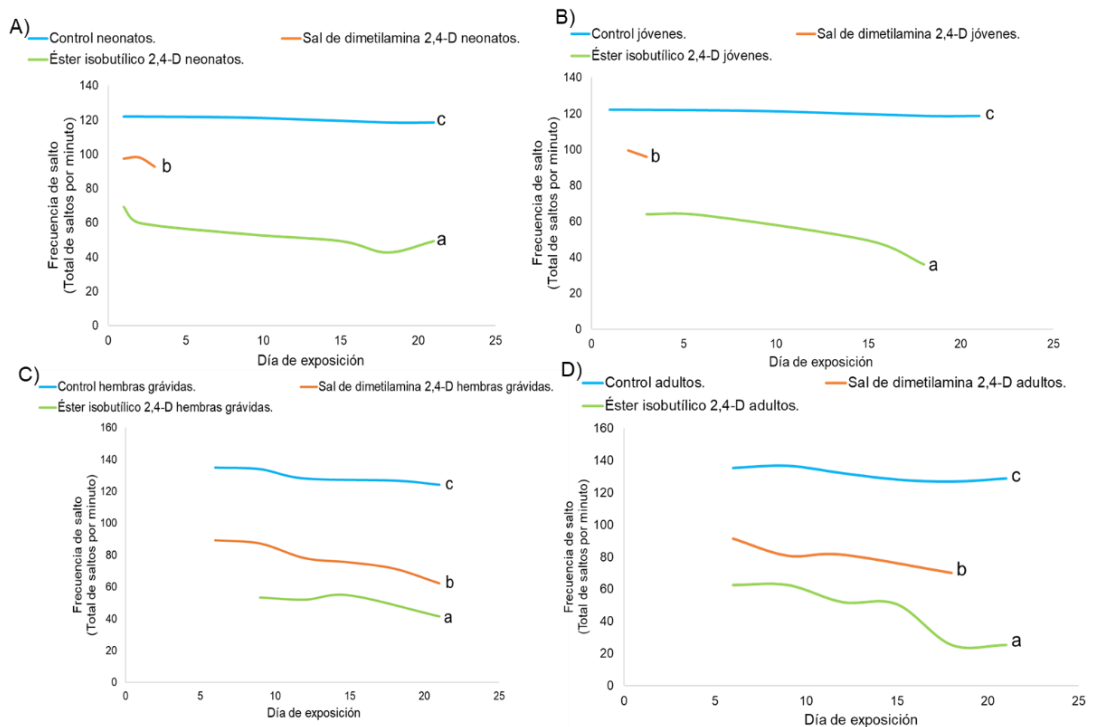 A)
Control neonatos.
Sal de dimetilamina 2,4-D neonatos.
Éster isobutílico 2,4-D neonatos.
Frecuencia de salto
(Total de saltos por minuto)
140
120
100
80
60
40
20
0
c
b
a
0 5 10 15 20 25
Día de exposición
B)
Control jóvenes.
Sal de dimetilamina 2,4-D jóvenes.
Éster isobutílico 2,4-D jóvenes.
Frecuencia de salto
(Total de saltos por minuto)
140
120
100
80
60
40
20
0
c
b
a
0 5 10 15 20 25
Día de exposición
C)
Control hembras grávidas.
Sal de dimetilamina 2,4-D hembras grávidas.
Éster isobutílico 2,4-D hembras grávidas.
Frecuencia de salto
(Total de saltos por minuto)
160
140
120
100
80
60
40
20
0
c
b
a
0 5 10 15 20 25
Día de exposición
D)
Control adultos.
Sal de dimetilamina 2,4-D adultos.
Éster isobutílico 2,4-D adultos.
Frecuencia de salto
(Total de saltos por minuto)
160
140
120
100
80
60
40
20
0
c
b
a
0 5 10 15 20
Día de exposición